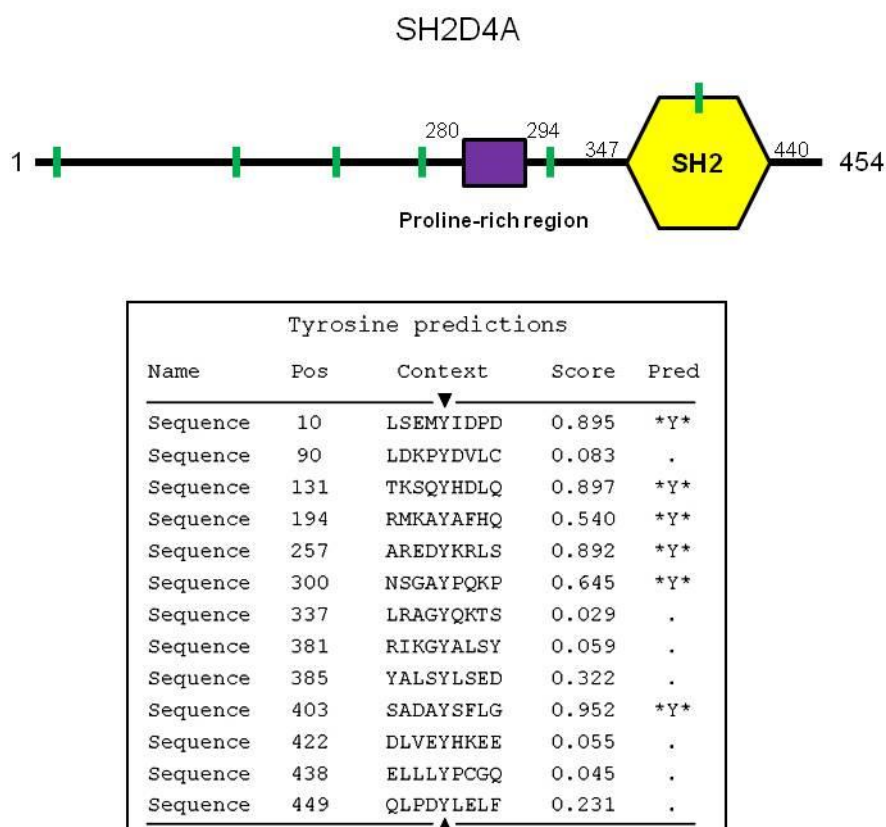 SH2D4A
280 294
1 347 SH2 440 454
Proline-rich region
Tyrosine predictions
Name Pos Context Score Pred
Sequence 10 LSEMYIDPD 0.895 *Y*
Sequence 90 LDKPYDVLC 0.083 .
Sequence 131 TKSQYHDLQ 0.897 *Y*
Sequence 194 RMKAYAFHQ 0.540 *Y*
Sequence 257 AREDYKRLS 0.892 *Y*
Sequence 300 NSGAYPQKP 0.645 *Y*
Sequence 337 LRAGYQKTS 0.029 .
Sequence 381 RIKGYALSY 0.059 .
Sequence 385 YALSYLSED 0.322 .
Sequence 403 SADAYSFLG 0.952 *Y*
Sequence 422 DLVEYHKEE 0.055 .
Sequence 438 ELLLYPCGQ 0.045 .
Sequence 449 QLPDYLELF 0.231 .